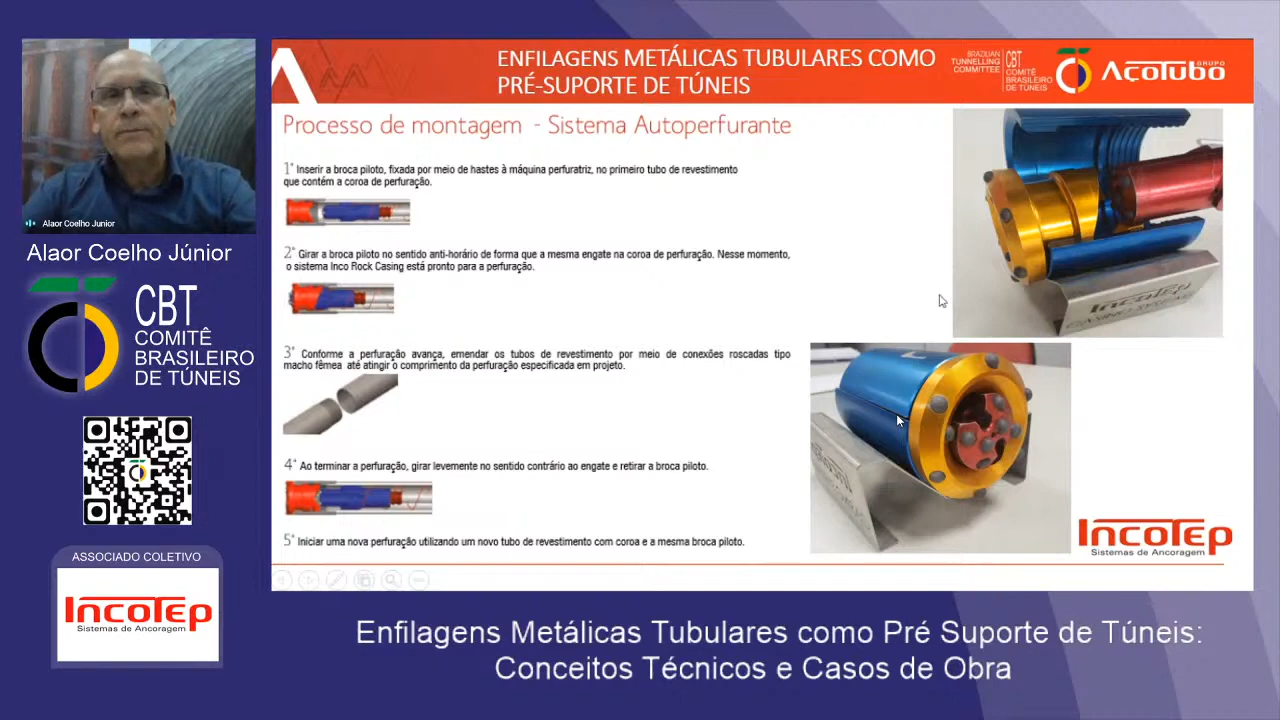 Alaor Coelho Junior
Alaor Coelho Júnior
CBT
COMITÊ
BRASILEIRO
DE TÚNEIS
ASSOCIADO COLETIVO
INCOTEP
Sistemas de Ancoragem
ENFILAGENS METÁLICAS TUBULARES COMO
PRÉ-SUPORTE DE TÚNEIS
BRAZILIAN
TUNNELLING
COMMITTEE
CBT
COMITÊ
BRASILEIRO
DE TÚNEIS
GRUPO
AÇOTUBO
Processo de montagem - Sistema Autoperfurante
1° Inserir a broca piloto, fixada por meio de hastes à máquina perfuratriz, no primeiro tubo de revestimento
que contém a coroa de perfuração.
2° Girar a broca piloto no sentido anti-horário de forma que a mesma engate na coroa de perfuração. Nesse momento,
o sistema Inco Rock Casing está pronto para a perfuração.
3° Conforme a perfuração avança, emendar os tubos de revestimento por meio de conexões roscadas tipo
macho fêmea até atingir o comprimento da perfuração especificada em projeto.
4° Ao terminar a perfuração, girar levemente no sentido contrário ao engate e retirar a broca piloto.
5° Iniciar uma nova perfuração utilizando um novo tubo de revestimento com coroa e a mesma broca piloto.
INCOTEP
INCOTEP
Sistemas de Ancoragem
Enfilagens Metálicas Tubulares como Pré Suporte de Túneis:
Conceitos Técnicos e Casos de Obra